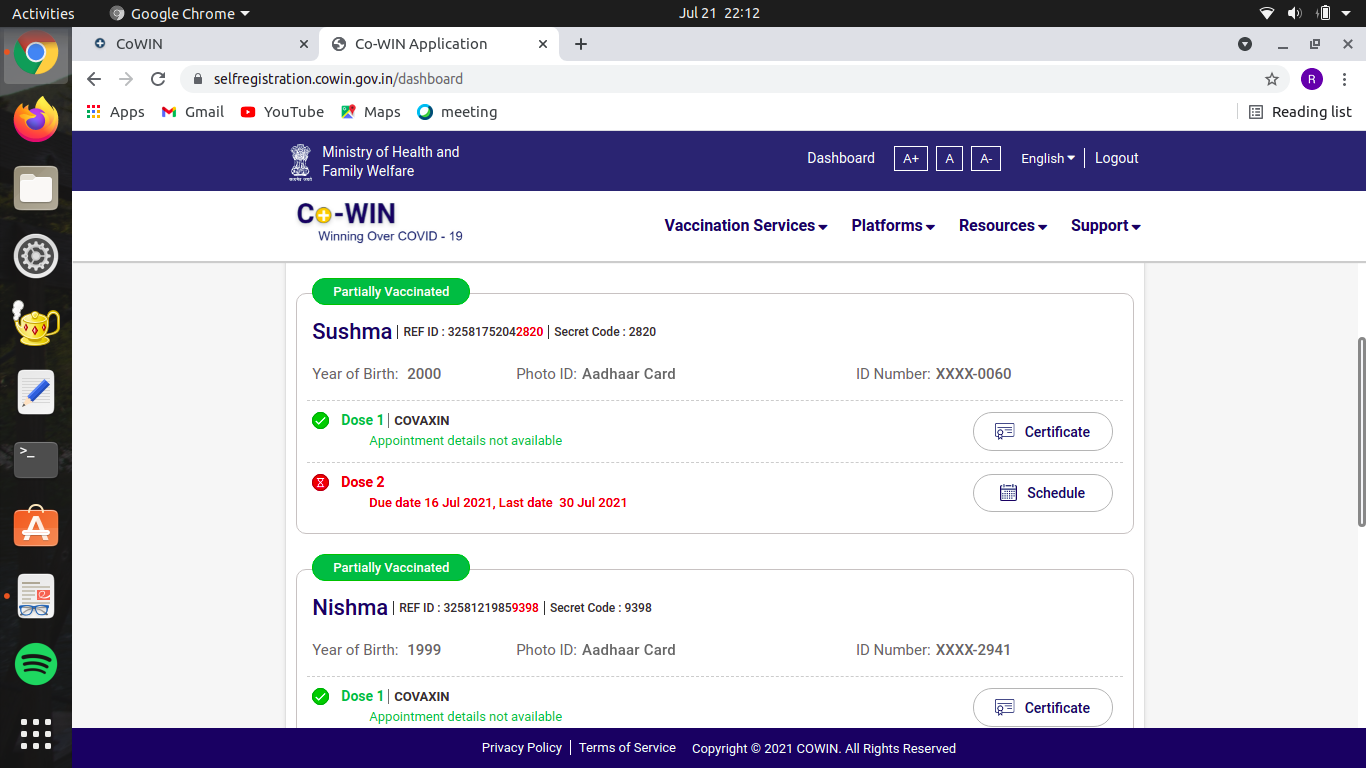 Activities Google Chrome Jul 21 22:12
CoWIN Co-WIN Application
selfregistration.cowin.gov.in/dashboard R
Apps Gmail YouTube Maps meeting Reading list
Ministry of Health and
Family Welfare
Dashboard A+ A A- English Logout
Co-WIN
Winning Over COVID - 19
Vaccination Services Platforms Resources Support
Partially Vaccinated
Sushma | REF ID : 32581752042820 | Secret Code : 2820
Year of Birth: 2000 Photo ID: Aadhaar Card ID Number: XXXX-0060
Dose 1 | COVAXIN
Appointment details not available
Certificate
Dose 2
Due date 16 Jul 2021, Last date 30 Jul 2021
Schedule
Partially Vaccinated
Nishma | REF ID : 32581219859398 | Secret Code : 9398
Year of Birth: 1999 Photo ID: Aadhaar Card ID Number: XXXX-2941
Dose 1 | COVAXIN
Appointment details not available
Certificate
Privacy Policy | Terms of Service Copyright © 2021 COWIN. All Rights Reserved